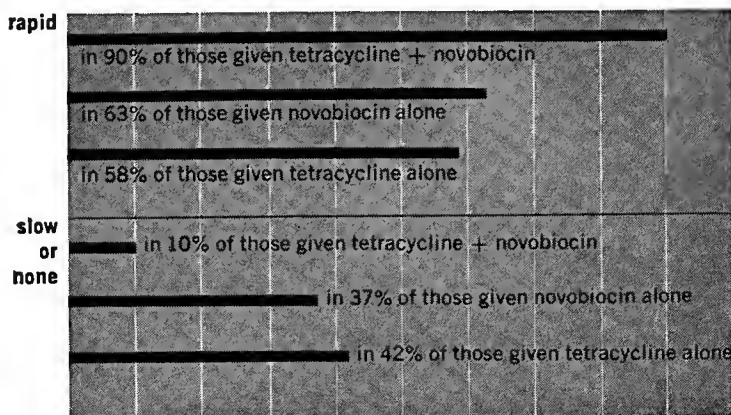 rapid
in 90% of those given tetracycline + novobiocin
in 63% of those given novobiocin alone
in 58% of those given tetracycline alone
slow
or
none
in 10% of those given tetracycline + novobiocin
in 37% of those given novobiocin alone
in 42% of those given tetracycline alone